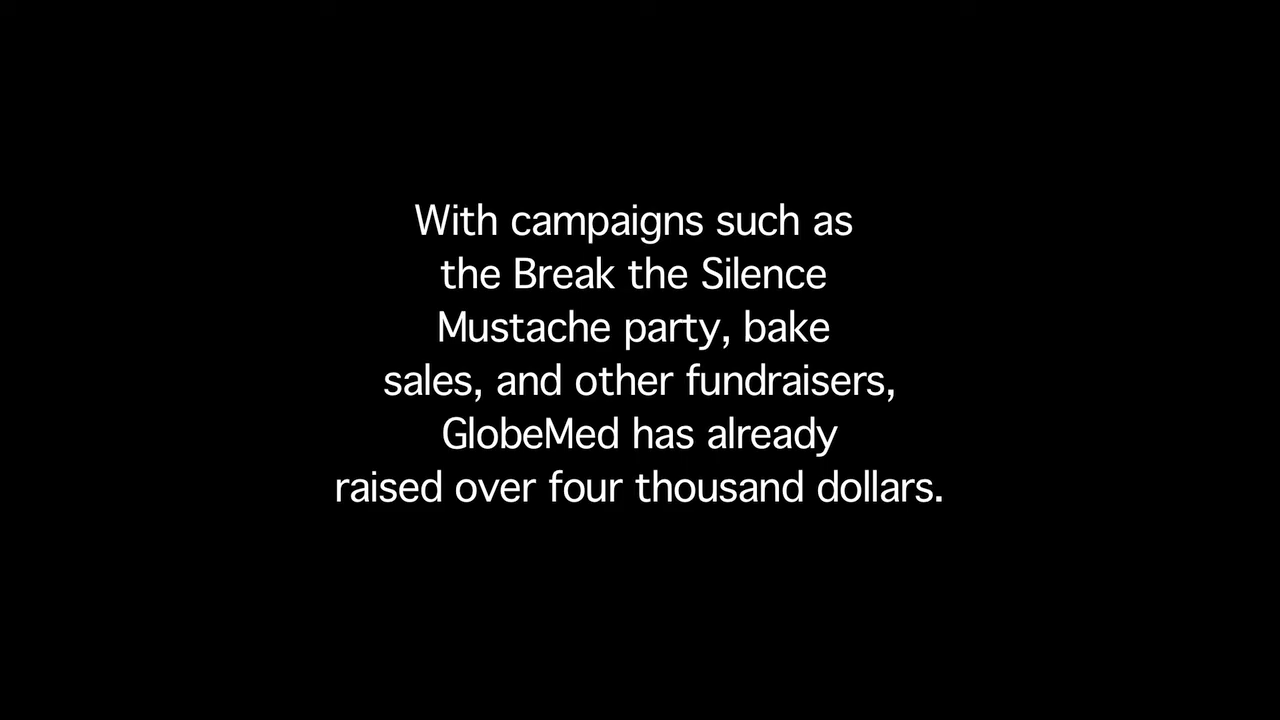 With campaigns such as
the Break the Silence
Mustache party, bake
sales, and other fundraisers,
GlobeMed has already
raised over four thousand dollars.